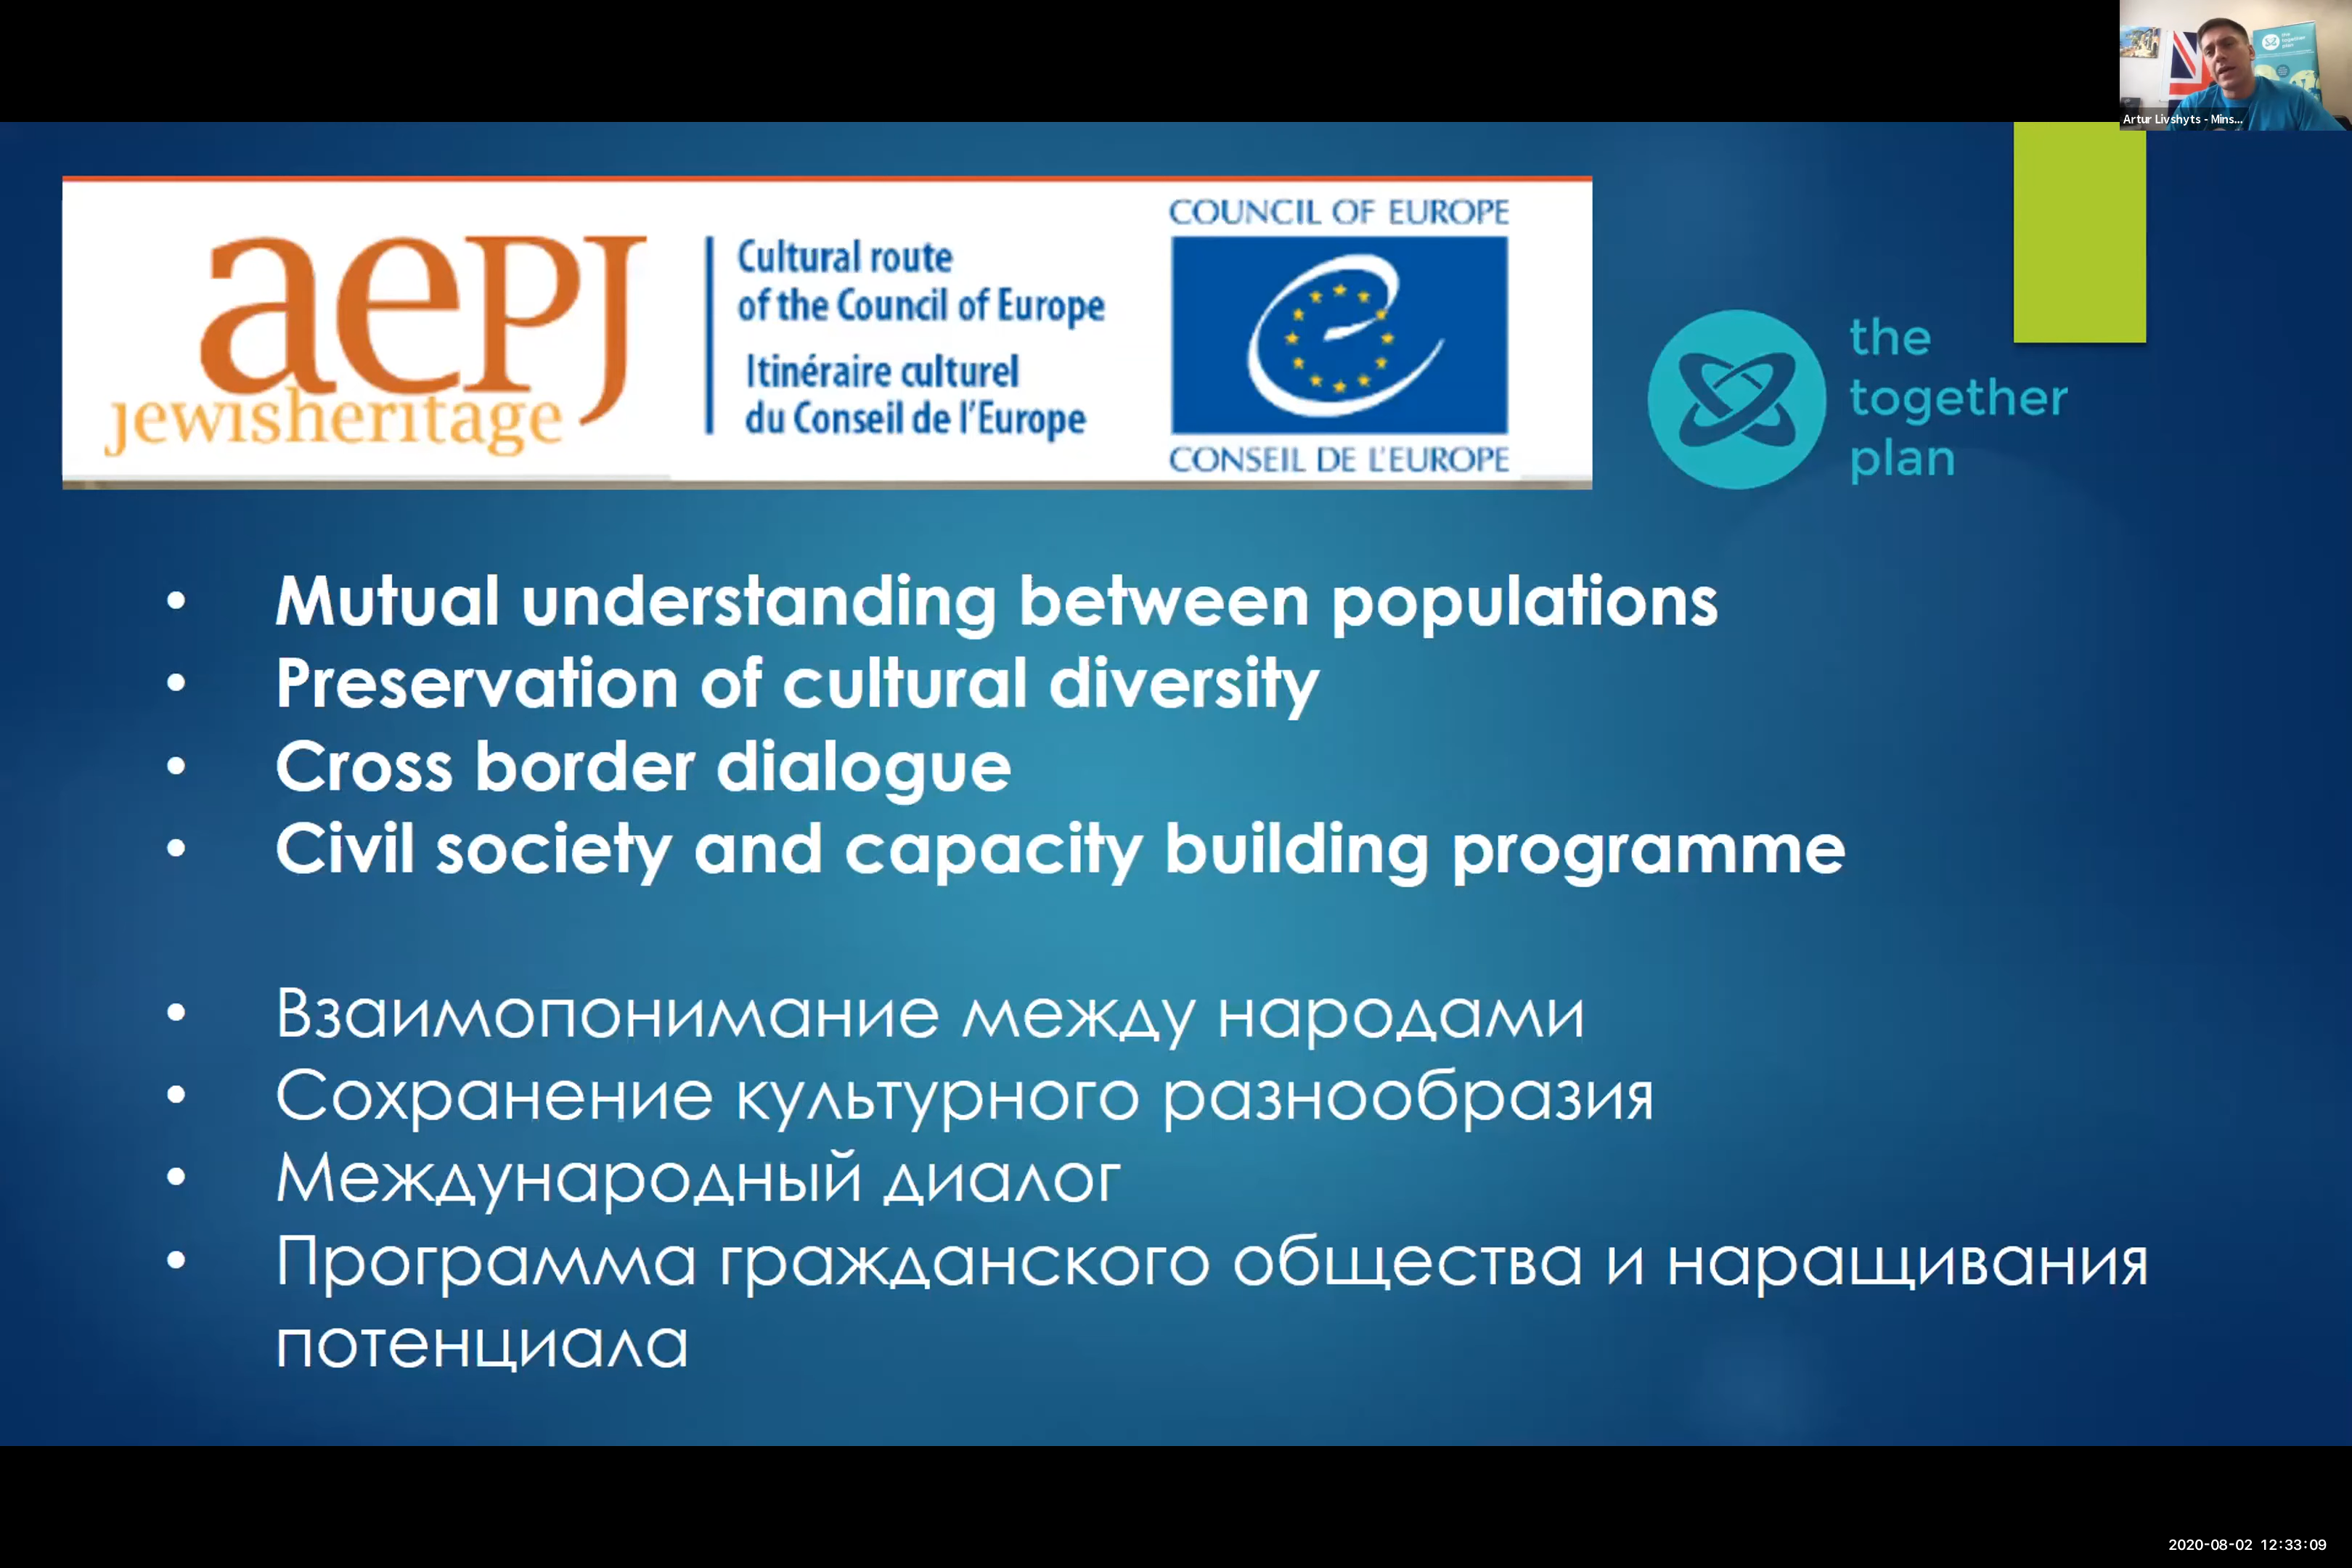 Artur Livshyts - Mins...
the together plan
aePJ
jewisheritage
Cultural route
of the Council of Europe
Itinéraire culturel
du Conseil de l'Europe
COUNCIL OF EUROPE
CONSEIL DE L'EUROPE
the
together
plan
• Mutual understanding between populations
• Preservation of cultural diversity
• Cross border dialogue
• Civil society and capacity building programme
• Взаимопонимание между народами
• Сохранение культурного разнообразия
• Международный диалог
• Программа гражданского общества и наращивания
потенциала
2020-08-02 12:33:09